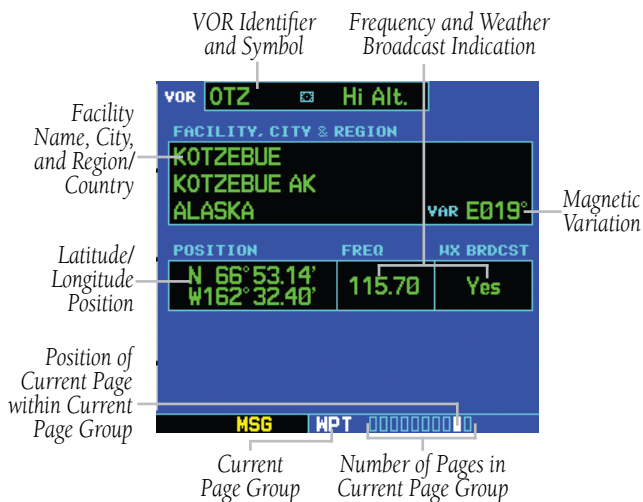 VOR Identifier
and Symbol
Frequency and Weather
Broadcast Indication
VOR OTZ Hi Alt.
Facility
Name, City,
and Region/
Country
FACILITY, CITY & REGION
KOTZEBUE
KOTZEBUE AK
ALASKA VAR E019°
Magnetic
Variation
Latitude/
Longitude
Position
POSITION FREQ WX BRDCST
N 66°53.14'
W162°32.40'
115.70 Yes
Position of
Current Page
within Current
Page Group
MSG WPT
Current
Page Group
Number of Pages in
Current Page Group